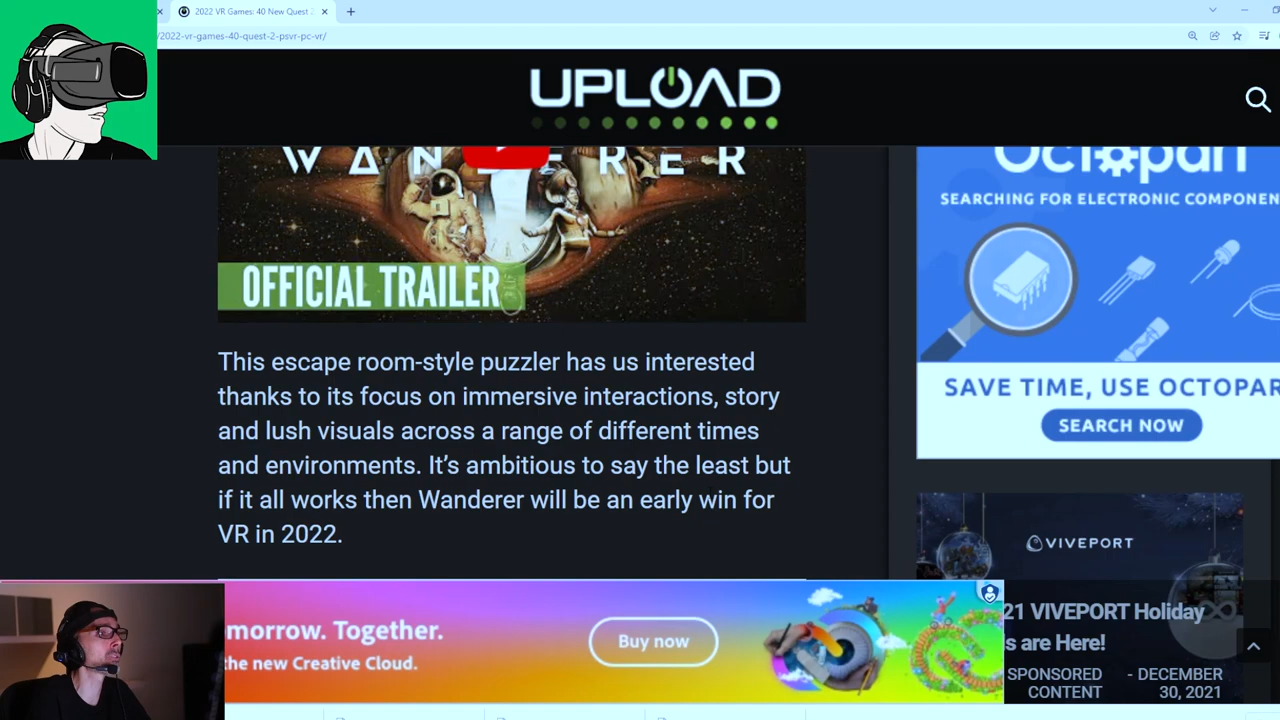 2022 VR Games: 40 New Quest 2
/2022-vr-games-40-quest-2-psvr-pc-vr/
UPLOAD
WANDERER
OFFICIAL TRAILER
This escape room-style puzzler has us interested
thanks to its focus on immersive interactions, story
and lush visuals across a range of different times
and environments. It’s ambitious to say the least but
if it all works then Wanderer will be an early win for
VR in 2022.
Octopart
SEARCHING FOR ELECTRONIC COMPONEN
SAVE TIME, USE OCTOPAR
SEARCH NOW
VIVEPORT
21 VIVEPORT Holiday
s are Here!
SPONSORED CONTENT - DECEMBER 30, 2021
morrow. Together.
the new Creative Cloud.
Buy now